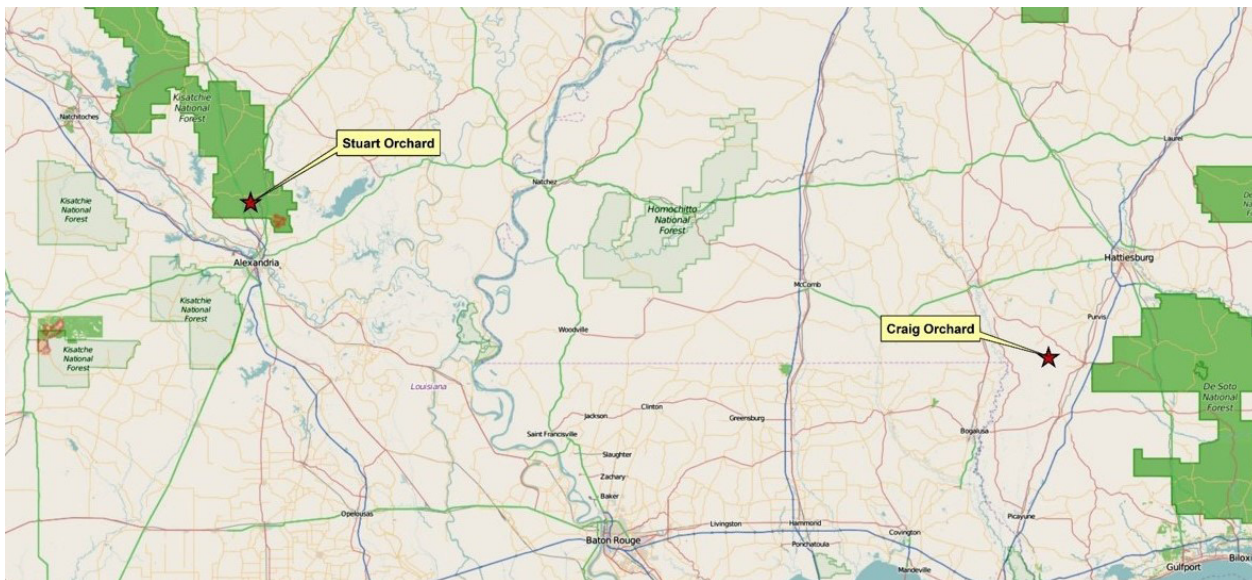 Kisatchie
National
Forest
Natchitoches
Stuart Orchard
Laurel
Natchez
Kisatchie
National
Forest
Homochitto
National
Forest
Alexandria
Hattiesburg
McComb
Kisatchie
National
Forest
Purvis
Craig Orchard
Woodville
Kisatchie
National
Forest
Louisiana
De Soto
National
Forest
Jackson
Clinton
Greensburg
Saint Francisville
Bogalusa
Slaughter
Zachary
Baker
Opelousas
Picayune
Livingston
Hammond
Covington
Baton Rouge
Ponchatoula
Mandeville
Gulfport